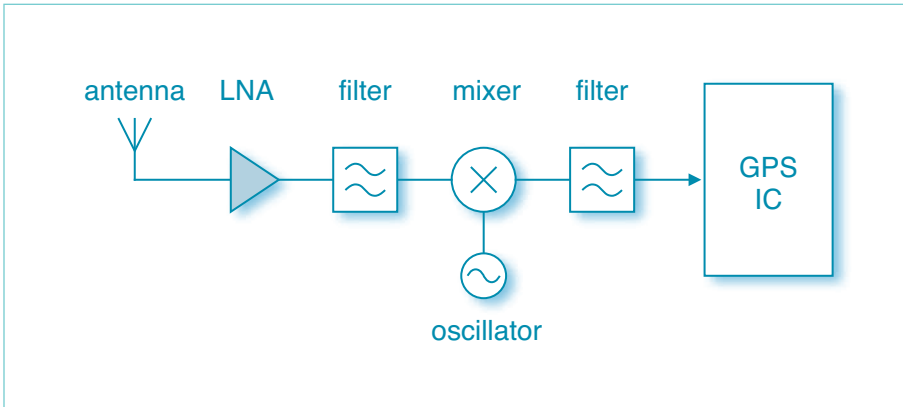 antenna
LNA
filter
mixer
filter
GPS
IC
oscillator